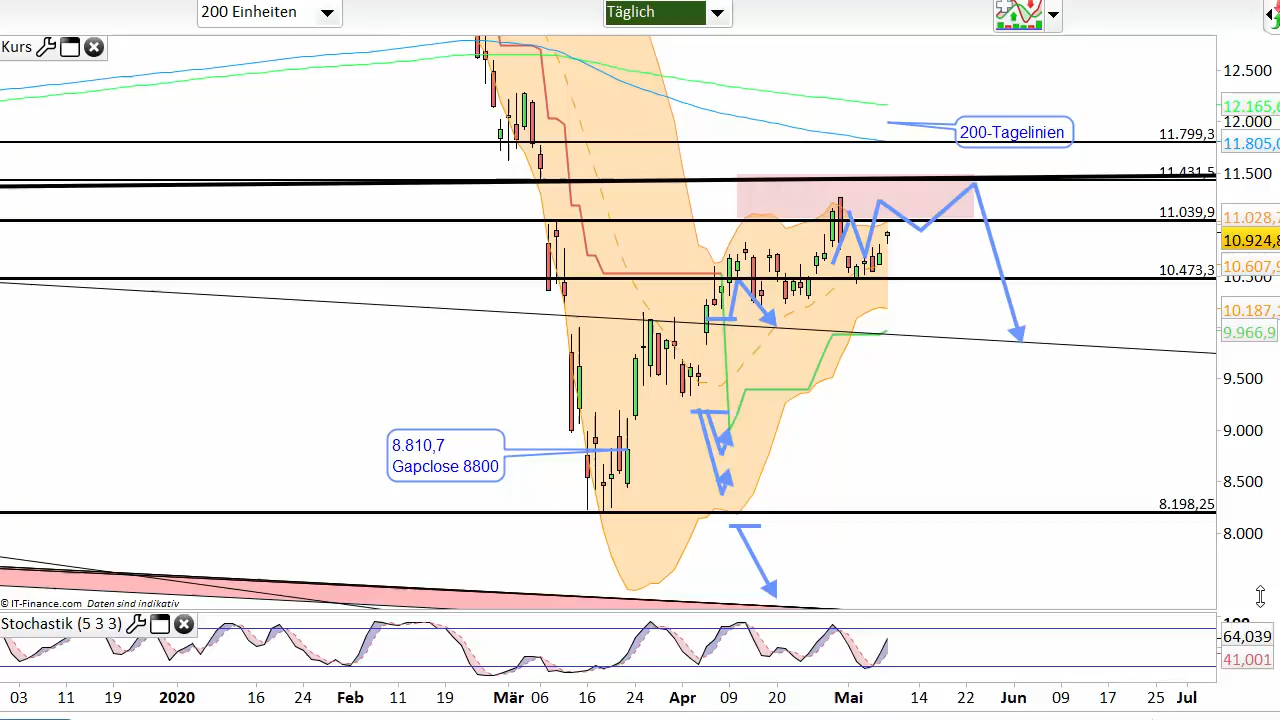 200 Einheiten
Täglich
Kurs
12.500
12.165,
12.000
200-Tagelinien
11.799,3
11.805,
11.500
11.431,5
11.039,9
11.028,
10.924,8
10.607,
10.473,3
10.187,
9.966,9
9.500
8.810,7
Gapclose 8800
9.000
8.500
8.198,25
8.000
© IT-Finance.com Daten sind indikativ
Stochastik (5 3 3)
64,039
41,001
03 11 19 2020 16 24 Feb 11 19 Mär 06 16 24 Apr 09 20 Mai 14 22 Jun 09 17 25 Jul